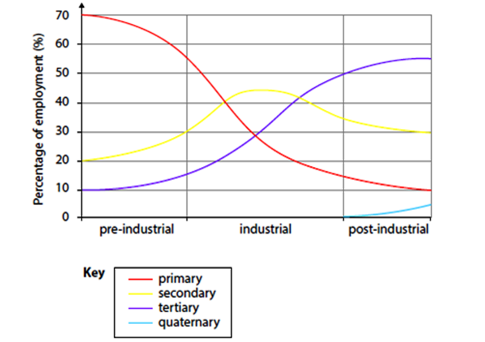 Percentage of employment (%)
70
60
50
40
30
20
10
0
pre-industrial
industrial
post-industrial
Key
primary
secondary
tertiary
quaternary